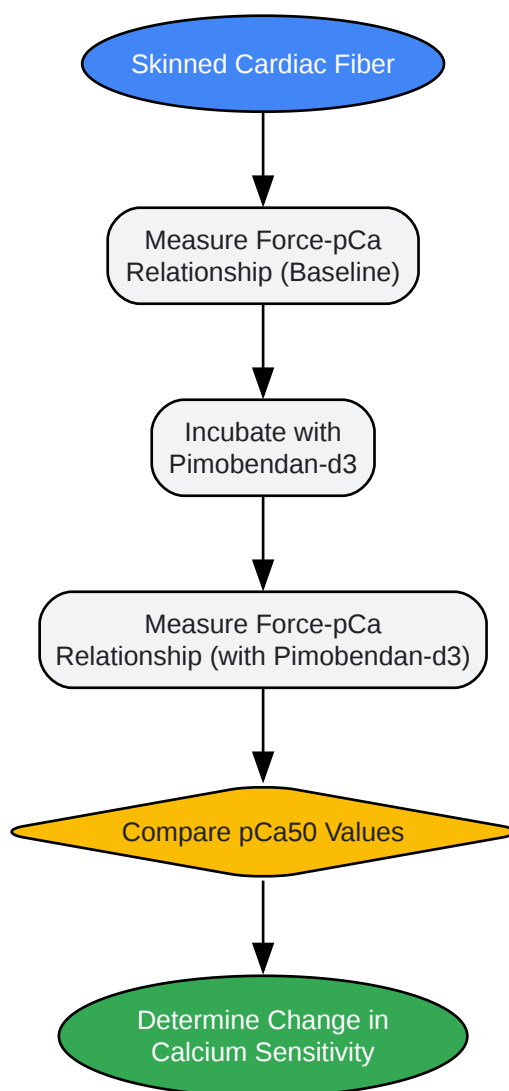 Skinned Cardiac Fiber
Measure Force-pCa
Relationship (Baseline)
Incubate with
Pimobendan-d3
Measure Force-pCa
Relationship (with Pimobendan-d3)
Compare pCa50 Values
Determine Change in
Calcium Sensitivity